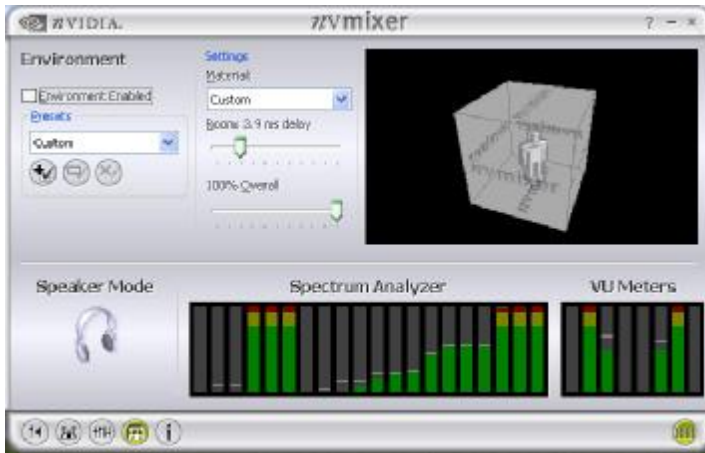 NVIDIA.
NVmixer
? - ×
Environment
Environment Enabled
Presets
Custom
Settings
Material
Custom
Room: 3.9 ms delay
100% Overall
nvmixer
Speaker Mode
Spectrum Analyzer
VU Meters